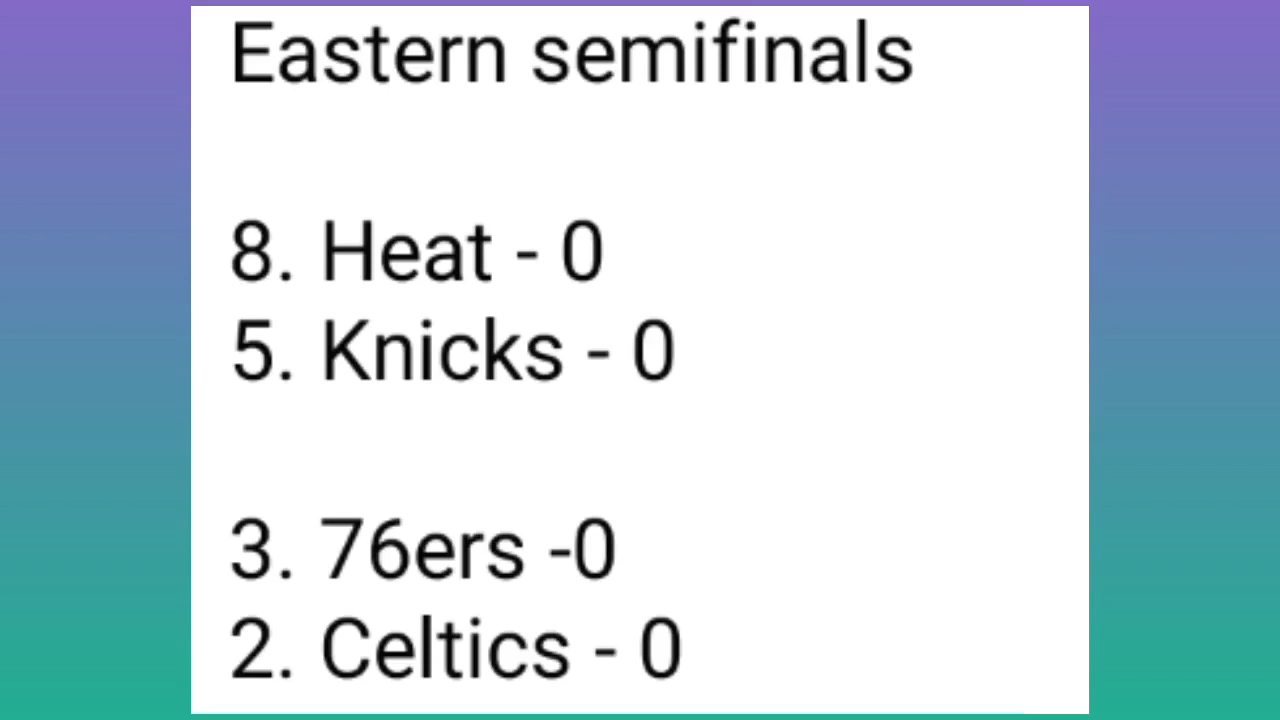 Eastern semifinals
8. Heat - 0
5. Knicks - 0
3. 76ers -0
2. Celtics - 0